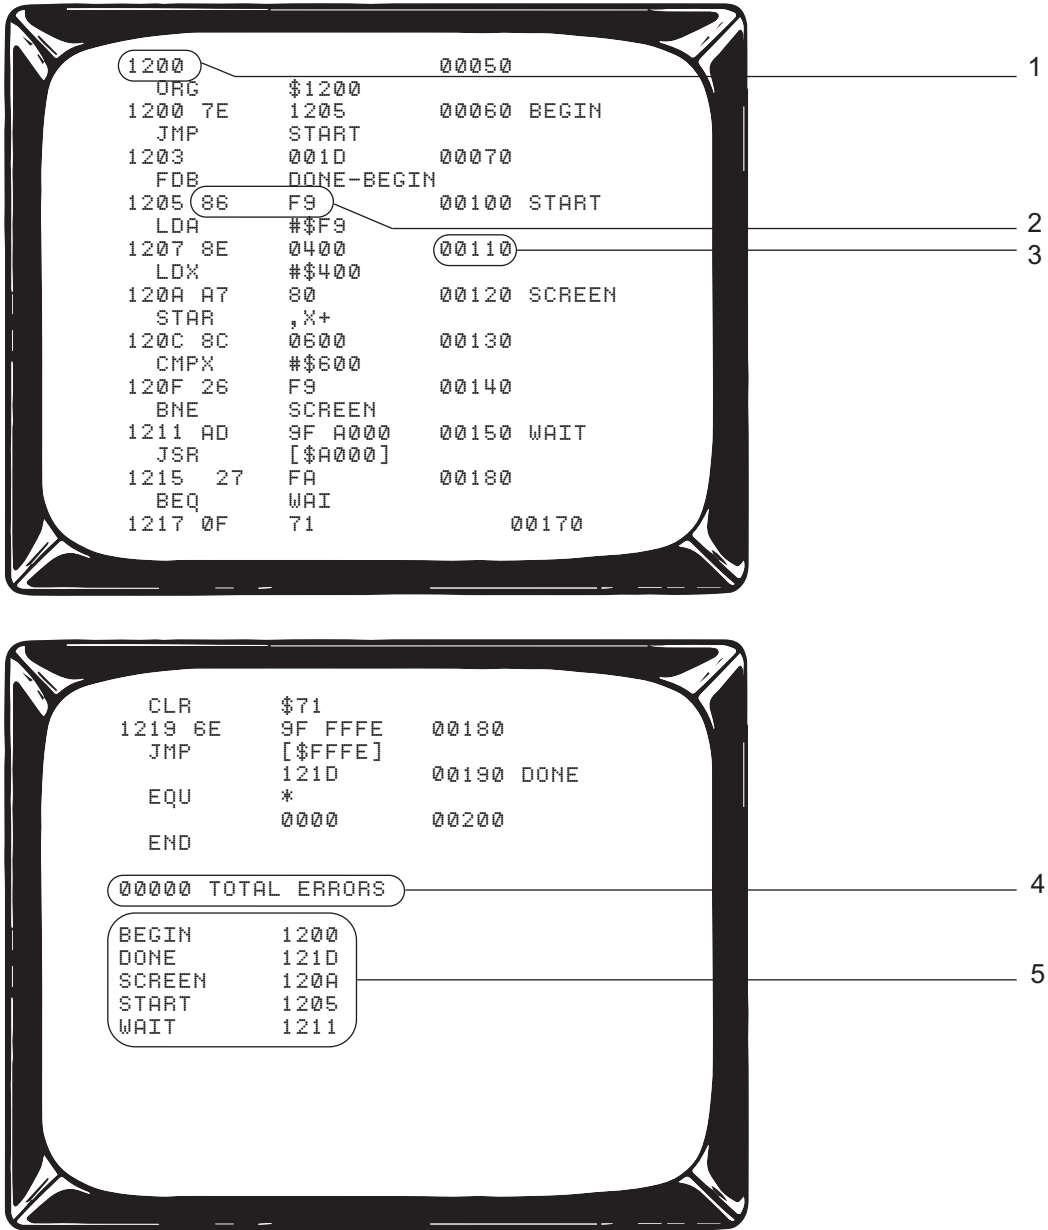 1200 00050 1
ORG $1200
1200 7E 1205 00060 BEGIN
JMP START
1203 001D 00070
FDB DONE-BEGIN
1205 86 F9 00100 START
LDA #$F9 2
1207 8E 0400 00110 3
LDX #$400
120A A7 80 00120 SCREEN
STAR ,X+
120C 8C 0600 00130
CMPX #$600
120F 26 F9 00140
BNE SCREEN
1211 AD 9F A000 00150 WAIT
JSR [$A000]
1215 27 FA 00180
BEQ WAI
1217 0F 71 00170
CLR $71
1219 6E 9F FFFE 00180
JMP [$FFFE]
121D 00190 DONE
EQU *
0000 00200
END
00000 TOTAL ERRORS 4
BEGIN 1200
DONE 121D
SCREEN 120A 5
START 1205
WAIT 1211